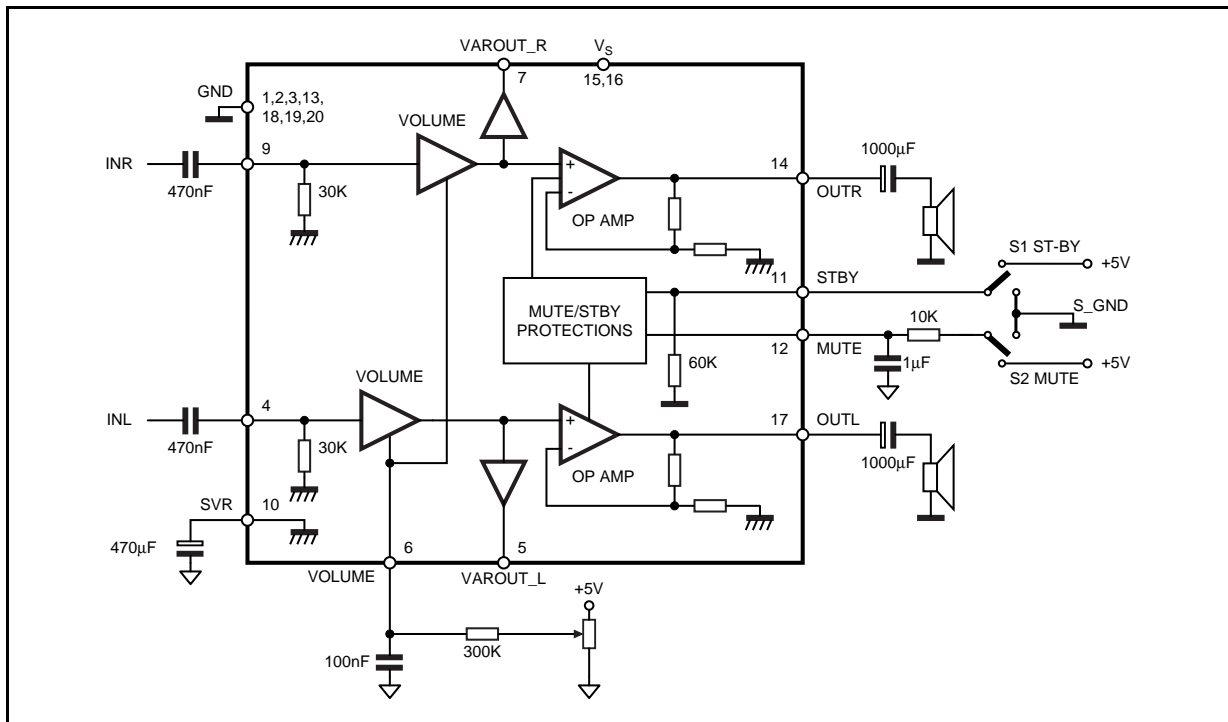 VAROUT_R
VS
7
15,16
GND
1,2,3,13,
18,19,20
VOLUME
INR
9
470nF
30K
+
-
OP AMP
14
1000μF
OUTR
S1 ST-BY
+5V
11
STBY
MUTE/STBY
PROTECTIONS
S_GND
10K
12
MUTE
60K
1μF
S2 MUTE
+5V
VOLUME
INL
4
470nF
30K
+
-
OP AMP
17
OUTL
1000μF
SVR
10
470μF
6
5
VOLUME
VAROUT_L
+5V
300K
100nF